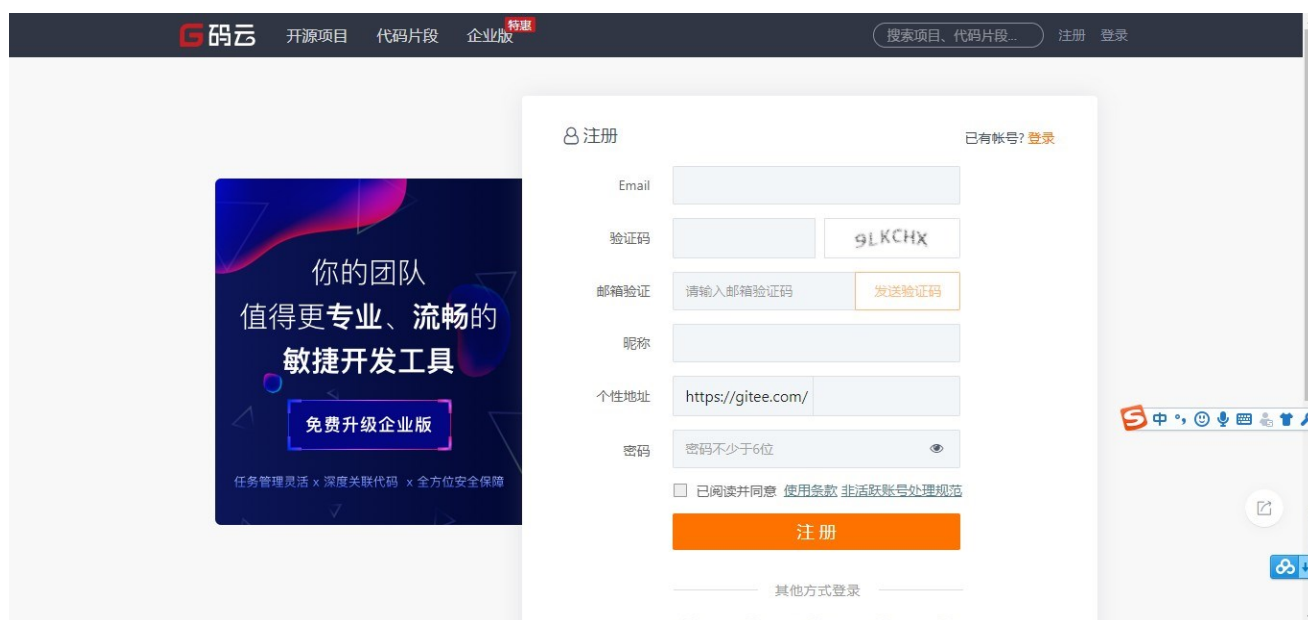 G码云 开源项目 代码片段 企业版 特惠 搜索项目、代码片段... 注册 登录
注册 已有帐号? 登录
Email
验证码 9LKCHX
邮箱验证 请输入邮箱验证码 发送验证码
昵称
个性地址 https://gitee.com/
密码 密码不少于6位
已阅读并同意 使用条款 非活跃账号处理规范
注 册
其他方式登录
你的团队
值得更专业、流畅的
敏捷开发工具
免费升级企业版
任务管理灵活 x 深度关联代码 x 全方位安全保障
S 中